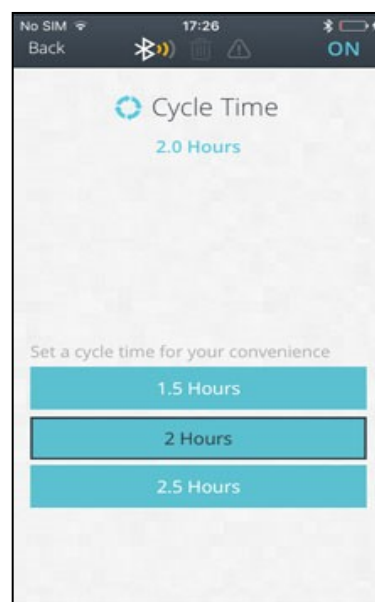 No SIM 17:26
Back ON
Cycle Time
2.0 Hours
Set a cycle time for your convenience
1.5 Hours
2 Hours
2.5 Hours